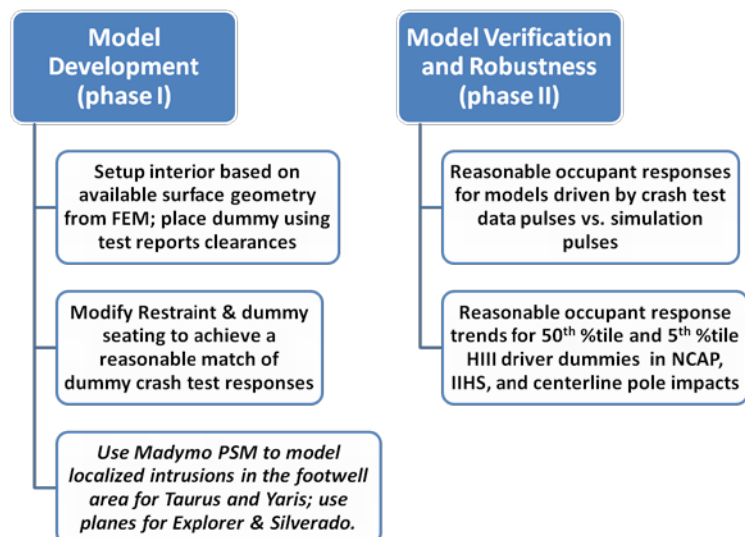 Model
Development
(phase I)
Setup interior based on
available surface geometry
from FEM; place dummy using
test reports clearances
Modify Restraint & dummy
seating to achieve a
reasonable match of
dummy crash test responses
Use Madymo PSM to model
localized intrusions in the footwell
area for Taurus and Yaris; use
planes for Explorer & Silverado.
Model Verification
and Robustness
(phase II)
Reasonable occupant responses
for models driven by crash test
data pulses vs. simulation
pulses
Reasonable occupant response
trends for 50th %tile and 5th %tile
HIII driver dummies in NCAP,
IIHS, and centerline pole impacts